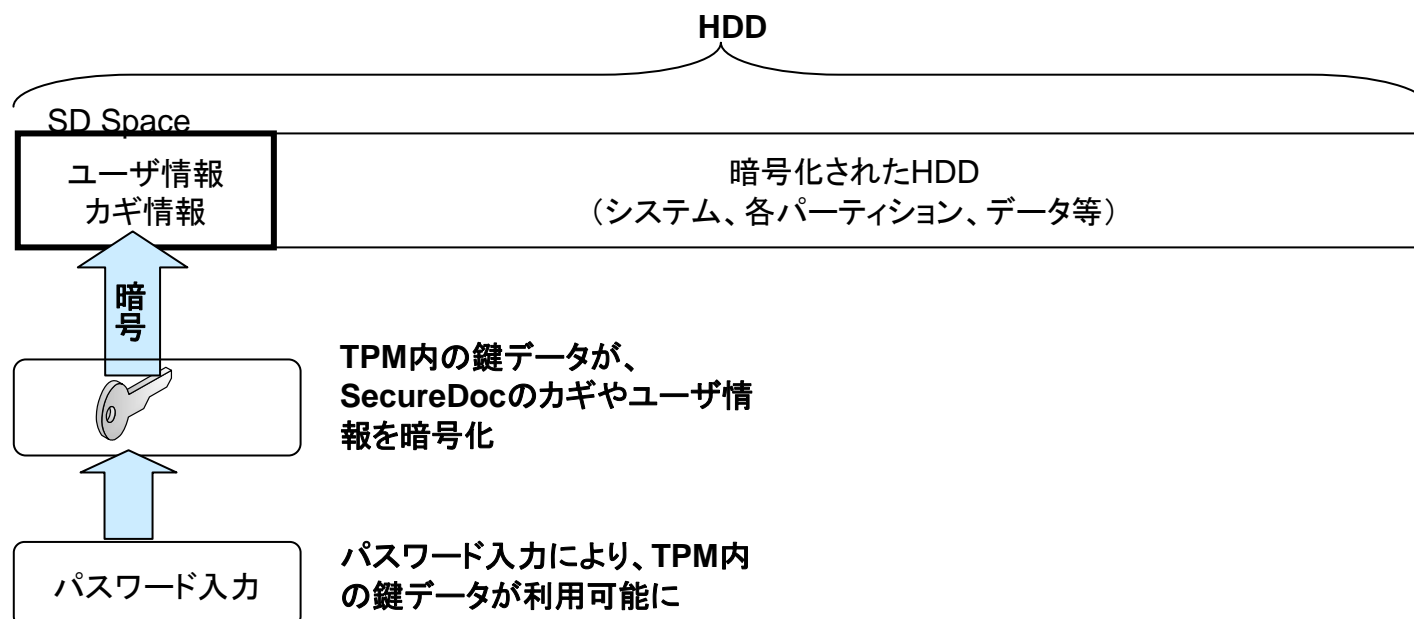 HDD
SD Space
ユーザ情報
カギ情報
暗号化されたHDD
（システム、各パーティション、データ等）
暗
号
TPM内の鍵データが、
SecureDocのカギやユーザ情
報を暗号化
パスワード入力
パスワード入力により、TPM内
の鍵データが利用可能に